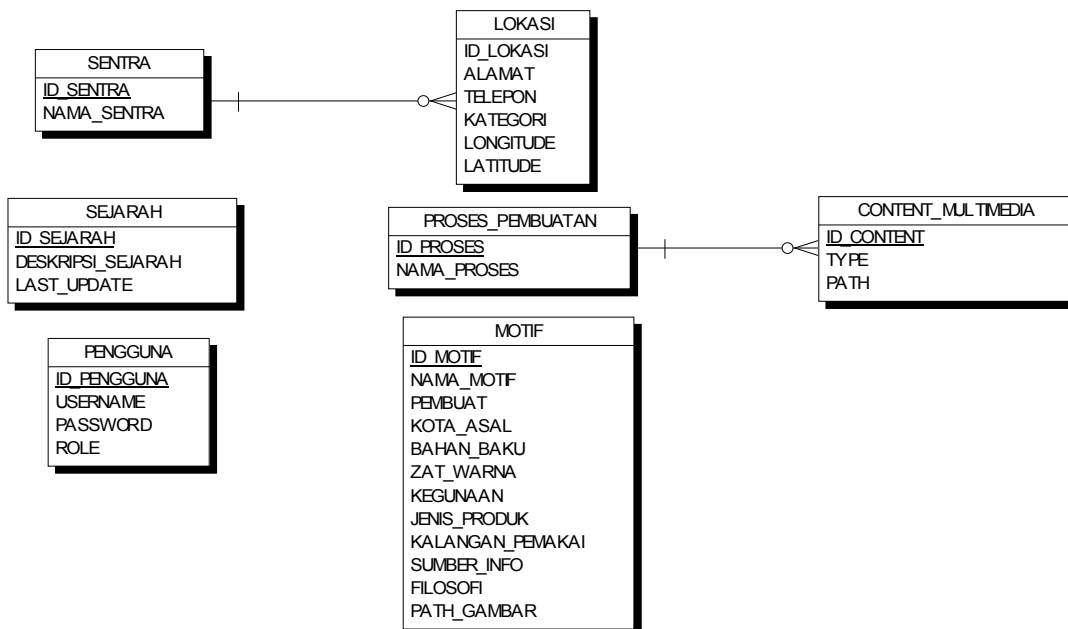 SENTRA
ID_SENTRA
NAMA_SENTRA
LOKASI
ID_LOKASI
ALAMAT
TELEPON
KATEGORI
LONGITUDE
LATITUDE
SEJARAH
ID_SEJARAH
DESKRIPSI_SEJARAH
LAST_UPDATE
PROSES_PEMBUATAN
ID_PROSES
NAMA_PROSES
CONTENT_MULTIMEDIA
ID_CONTENT
TYPE
PATH
PENGGUNA
ID_PENGGUNA
USERNAME
PASSWORD
ROLE
MOTIF
ID_MOTIF
NAMA_MOTIF
PEMBUAT
KOTA_ASAL
BAHAN_BAKU
ZAT_WARNA
KEGUNAAN
JENIS_PRODUK
KALANGAN_PEMAKAI
SUMBER_INFO
FILOSOFI
PATH_GAMBAR